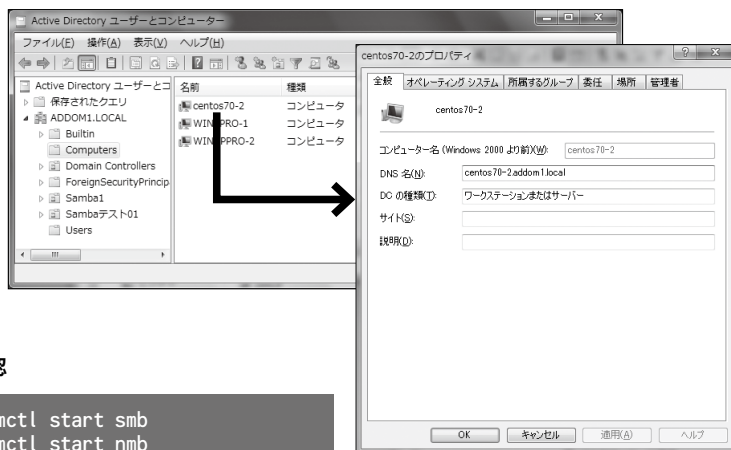 Active Directory ユーザーとコンピューター
ファイル(F) 操作(A) 表示(V) ヘルプ(H)
Active Directory ユーザーとコ
保存されたクエリ
ADDOM1.LOCAL
Builtin
Computers
Domain Controllers
ForeignSecurityPrincip
Samba1
Sambaテスト01
Users
名前 種類
centos70-2 コンピュータ
コンピュータ
コンピュータ
centos70-2のプロパティ
全般 オペレーティング システム 所属するグループ 委任 場所 管理者
centos70-2
コンピューター名 (Windows 2000 より前)(W): centos70-2
DNS 名(N): centos70-2.addom1.local
DC の種類(T): ワークステーションまたはサーバー
サイト(S):
説明(D):
OK キャンセル 適用(A) ヘルプ
mctl start smb
mctl start nmb